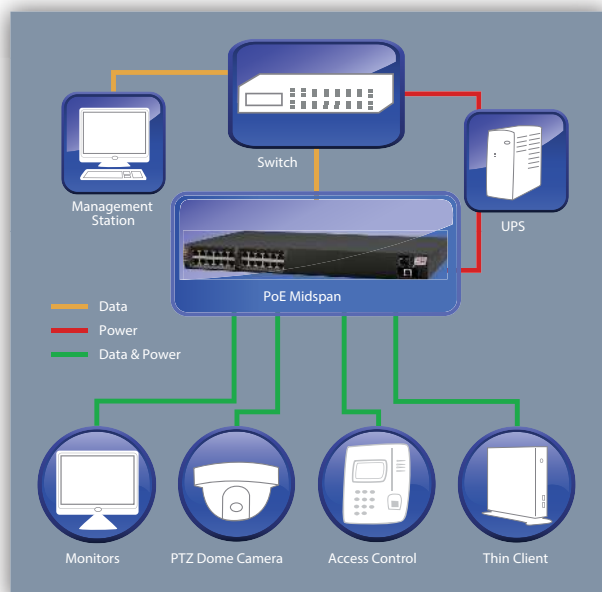 Switch
Management
Station
UPS
PoE Midspan
Data
Power
Data & Power
Monitors
PTZ Dome Camera
Access Control
Thin Client